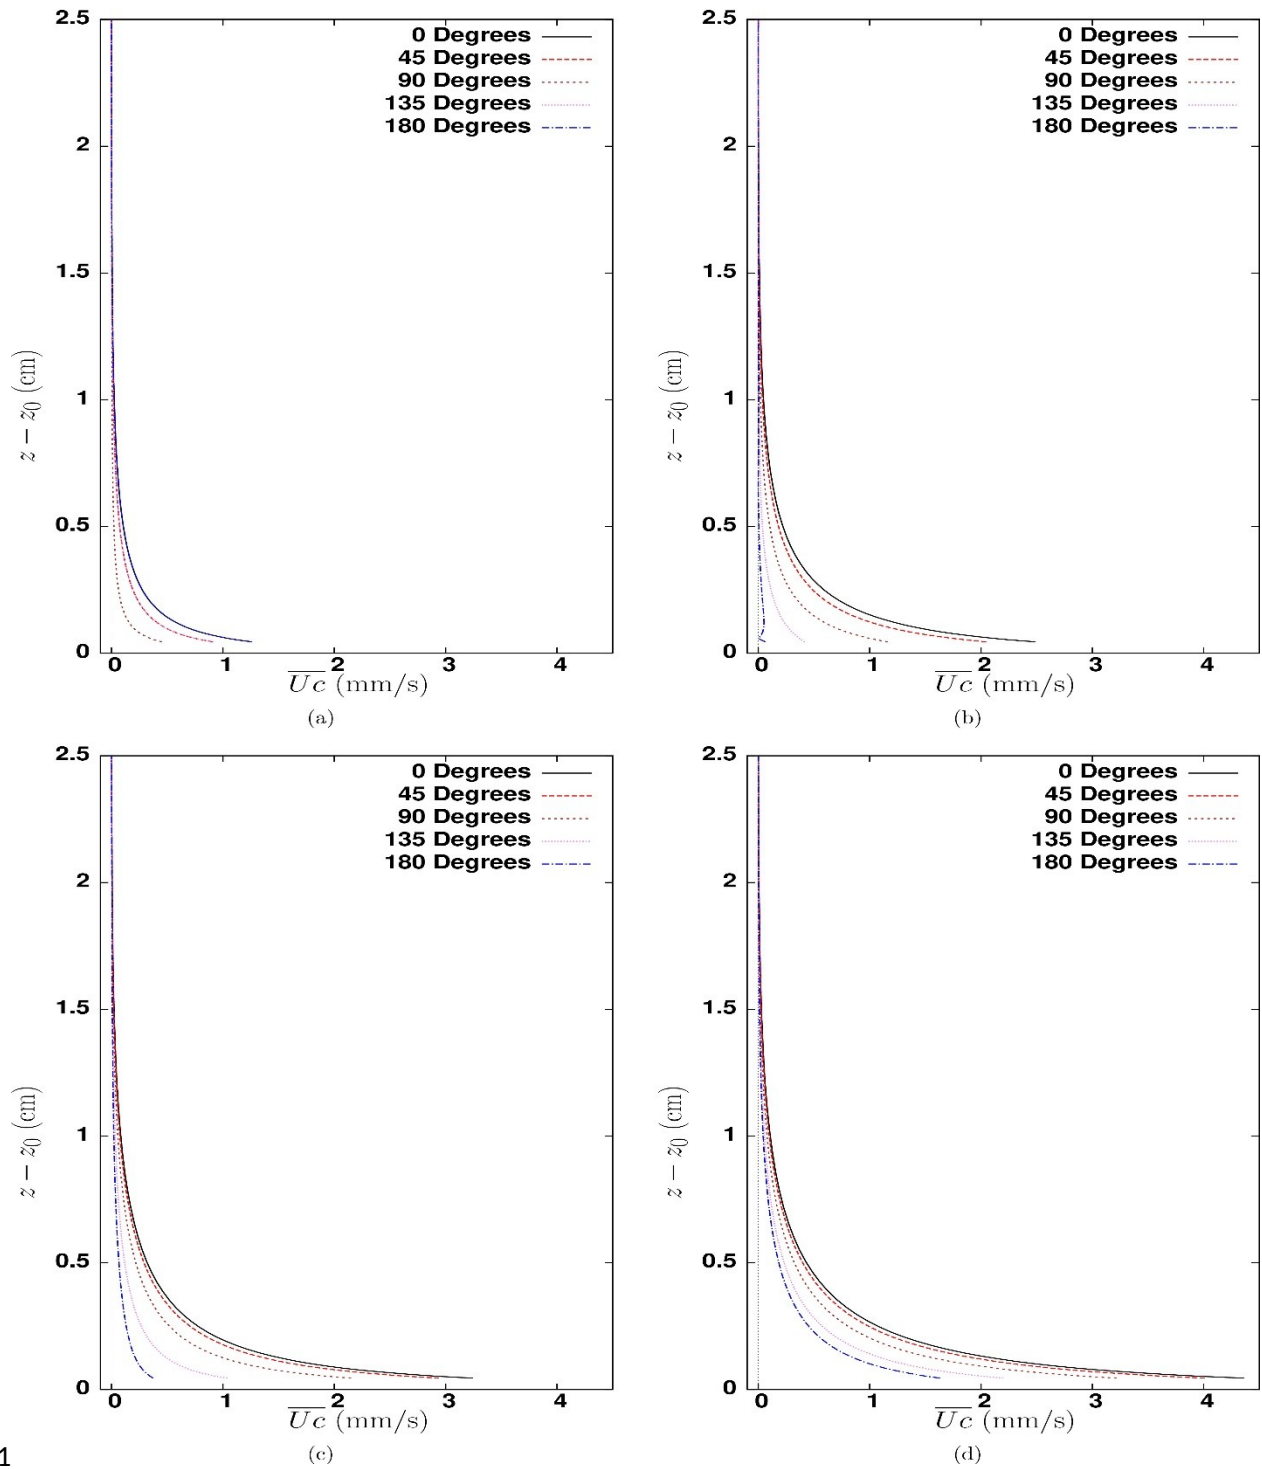 2.5
2
1.5
1
0.5
0
0 Degrees
45 Degrees
90 Degrees
135 Degrees
180 Degrees
z − z₀ (cm)
0 1 2 3 4
Uc (mm/s)
(a)
2.5
2
1.5
1
0.5
0
0 Degrees
45 Degrees
90 Degrees
135 Degrees
180 Degrees
z − z₀ (cm)
0 1 2 3 4
Uc (mm/s)
(b)
2.5
2
1.5
1
0.5
0
0 Degrees
45 Degrees
90 Degrees
135 Degrees
180 Degrees
z − z₀ (cm)
0 1 2 3 4
Uc (mm/s)
(c)
2.5
2
1.5
1
0.5
0
0 Degrees
45 Degrees
90 Degrees
135 Degrees
180 Degrees
z − z₀ (cm)
0 1 2 3 4
Uc (mm/s)
(d)
1